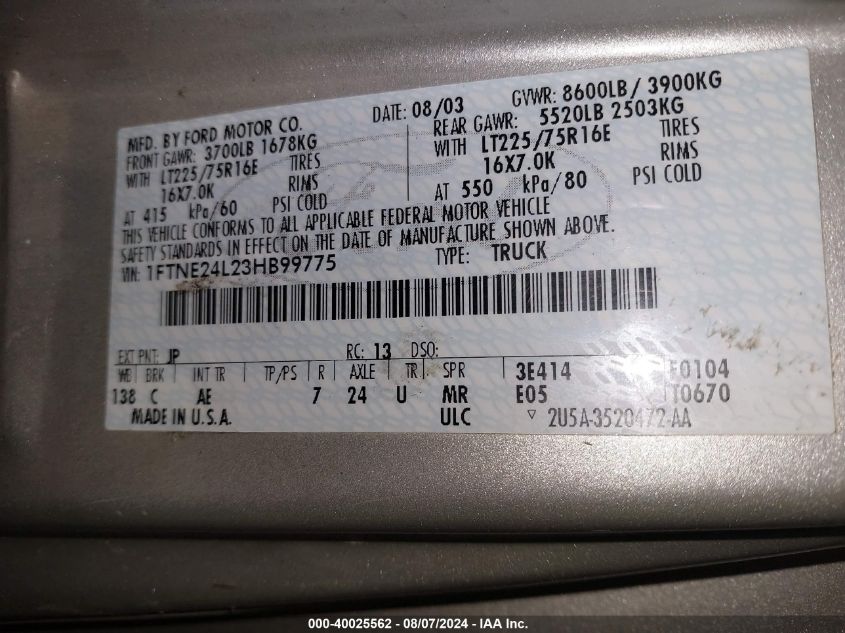 MFD. BY FORD MOTOR CO. DATE: 08/03 GVWR: 8600LB/ 3900KG
FRONT GAWR: 3700LB 1678KG REAR GAWR: 5520LB 2503KG
WITH LT225/75R16E TIRES WITH LT225/75R16E TIRES
16X7.0K RIMS 16X7.0K RIMS
AT 415 kPa/60 PSI COLD AT 550 kPa/80 PSI COLD
THIS VEHICLE CONFORMS TO ALL APPLICABLE FEDERAL MOTOR VEHICLE
SAFETY STANDARDS IN EFFECT ON THE DATE OF MANUFACTURE SHOWN ABOVE.
VIN: 1FTNE24L23HB99775 TYPE: TRUCK
EXT PNT: JP RC: 13 DSO:
WB BRK INT TR TP/PS R AXLE TR SPR 3E414 F0104
138 C AE 7 24 U MR E05 1T0670
MADE IN U.S.A. ULC ▽ 2U5A-3520472-AA
000-40025562 - 08/07/2024 - IAA Inc.